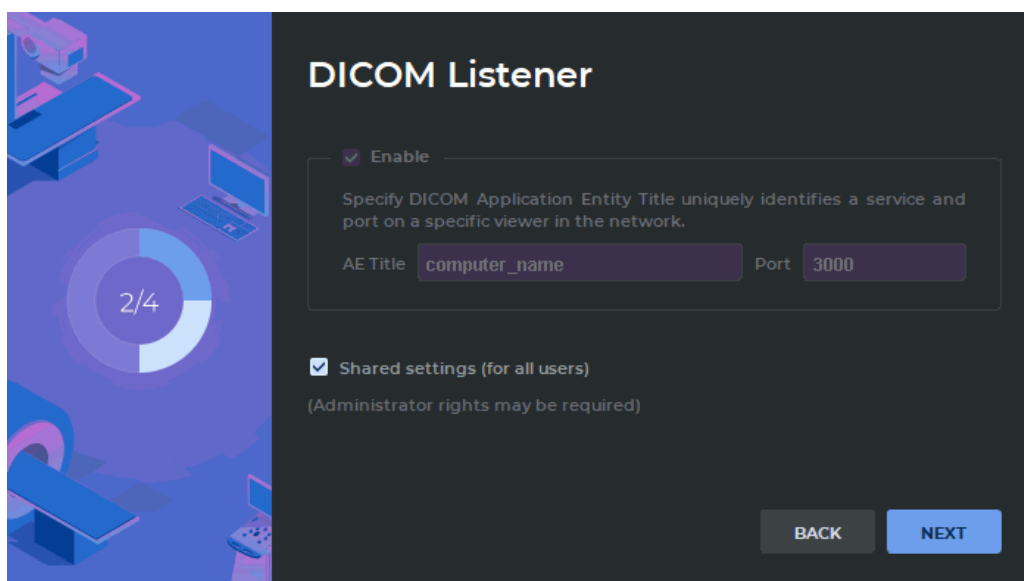 DICOM Listener
Enable
Specify DICOM Application Entity Title uniquely identifies a service and
port on a specific viewer in the network.
AE Title computer_name Port 3000
2/4
Shared settings (for all users)
(Administrator rights may be required)
BACK NEXT